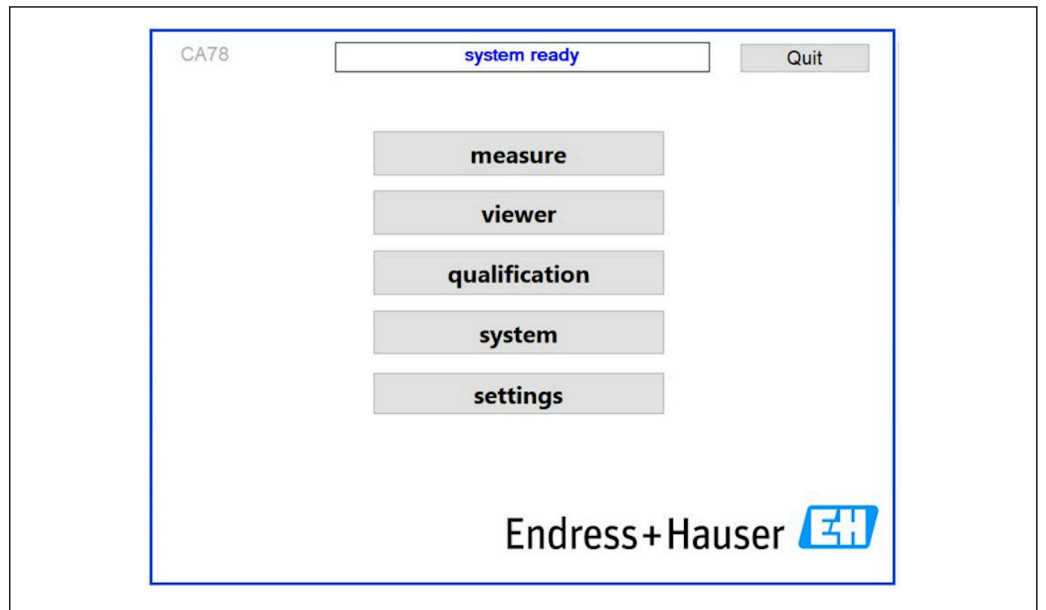 CA78
system ready
Quit
measure
viewer
qualification
system
settings
Endress+Hauser EH